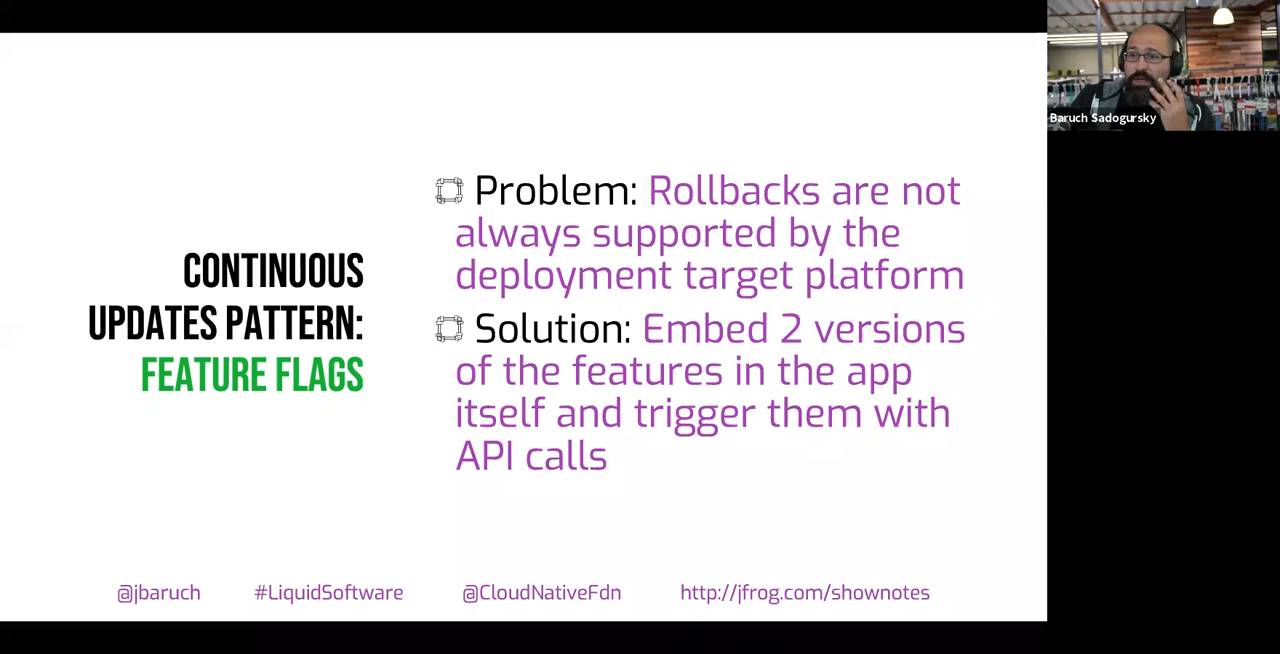 CONTINUOUS
UPDATES PATTERN:
FEATURE FLAGS
Problem: Rollbacks are not
always supported by the
deployment target platform
Solution: Embed 2 versions
of the features in the app
itself and trigger them with
API calls
@jbaruch #LiquidSoftware @CloudNativeFdn http://jfrog.com/shownotes
Baruch Sadogursky